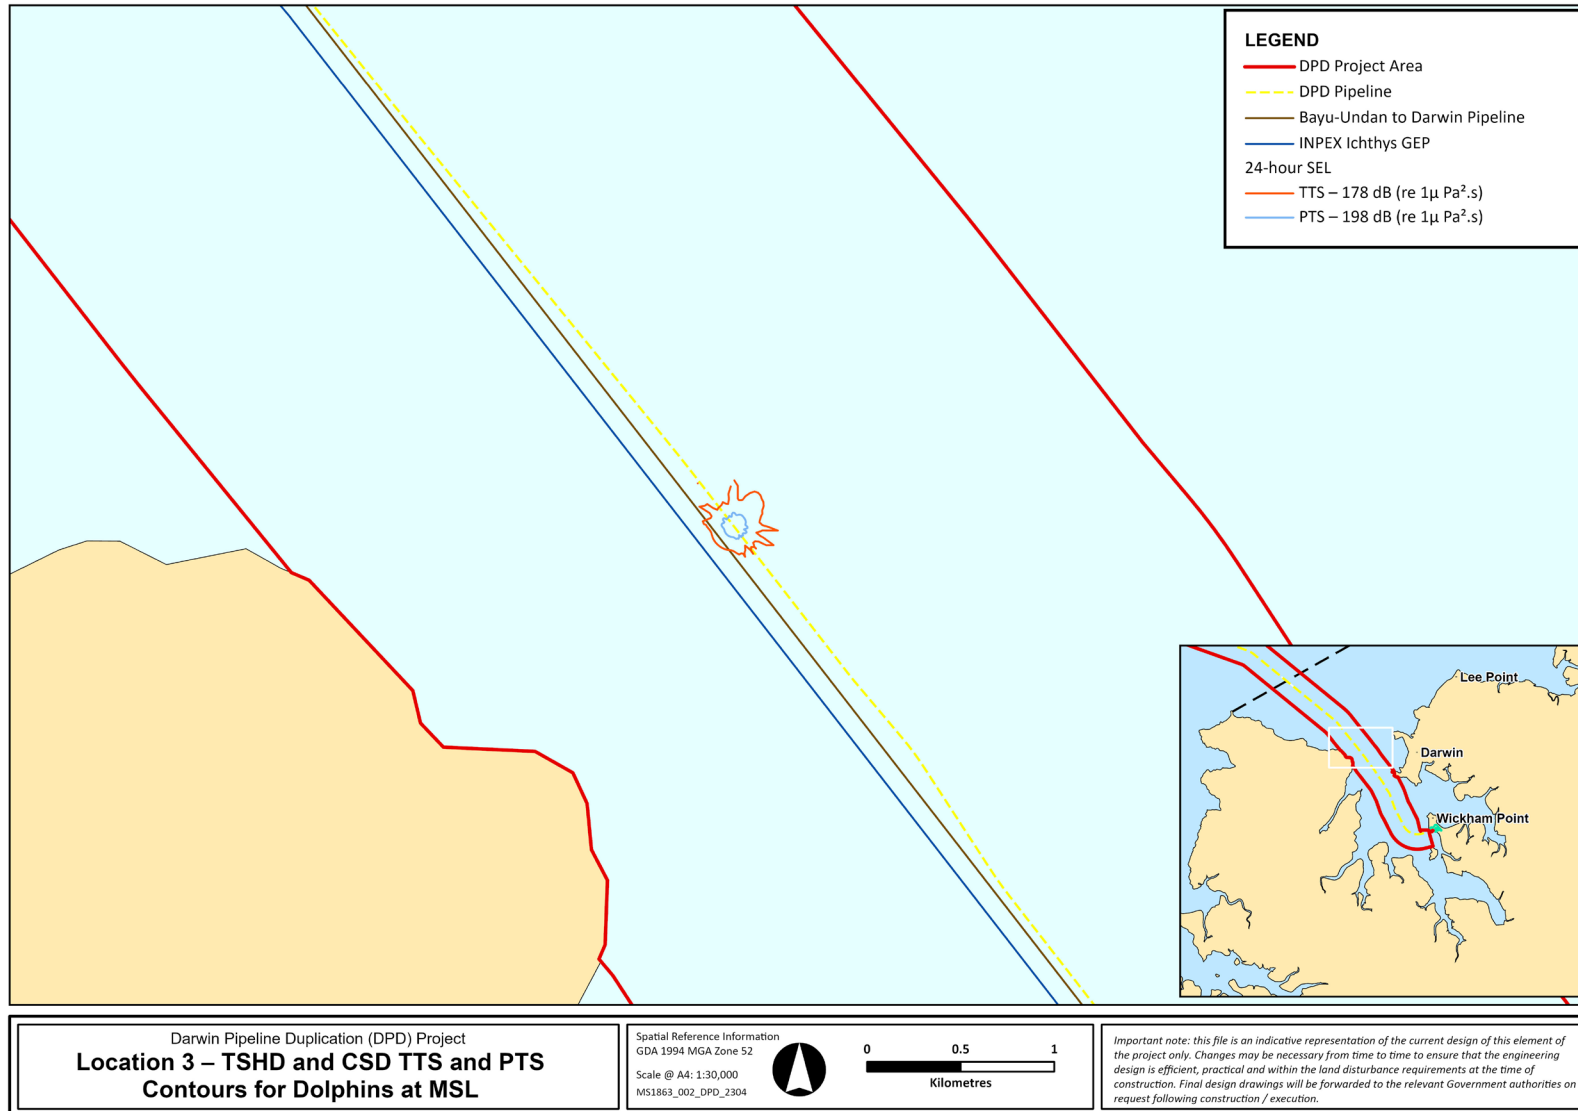 LEGEND
DPD Project Area
DPD Pipeline
Bayu-Undan to Darwin Pipeline
INPEX Ichthys GEP
24-hour SEL
TTS – 178 dB (re 1µ Pa².s)
PTS – 198 dB (re 1µ Pa².s)
Lee Point
Darwin
Wickham Point
Darwin Pipeline Duplication (DPD) Project
Location 3 – TSHD and CSD TTS and PTS
Contours for Dolphins at MSL
Spatial Reference Information
GDA 1994 MGA Zone 52
Scale @ A4: 1:30,000
MS1863_002_DPD_2304
0 0.5 1
Kilometres
Important note: this file is an indicative representation of the current design of this element of
the project only. Changes may be necessary from time to time to ensure that the engineering
design is efficient, practical and within the land disturbance requirements at the time of
construction. Final design drawings will be forwarded to the relevant Government authorities on
request following construction / execution.